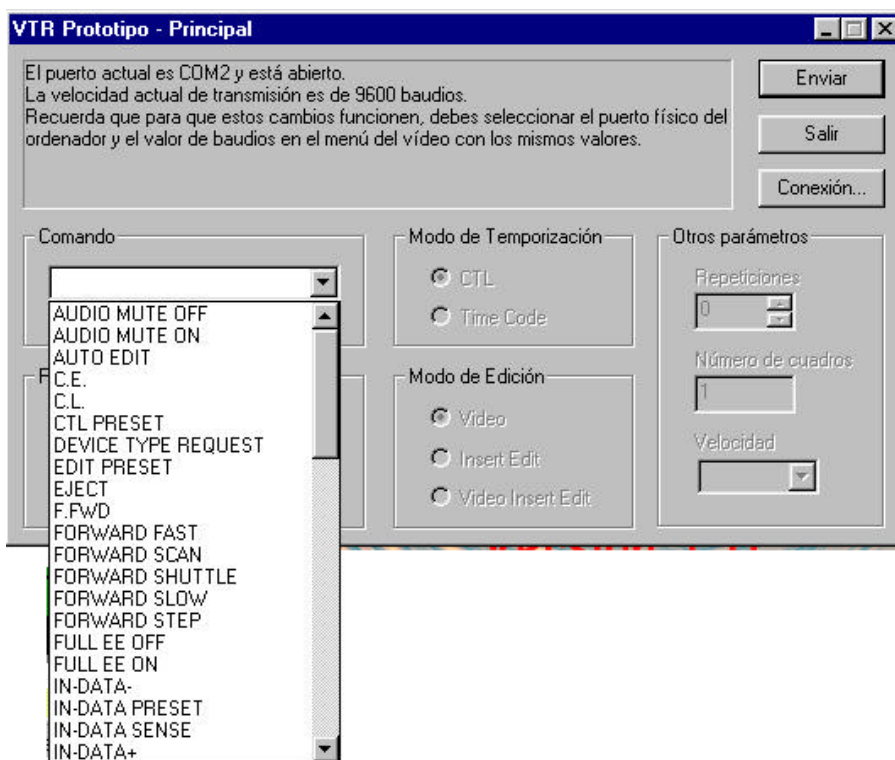 VTR Prototipo - Principal
El puerto actual es COM2 y está abierto.
La velocidad actual de transmisión es de 9600 baudios.
Recuerda que para que estos cambios funcionen, debes seleccionar el puerto físico del
ordenador y el valor de baudios en el menú del vídeo con los mismos valores.
Enviar
Salir
Conexión...
Comando
AUDIO MUTE OFF
AUDIO MUTE ON
AUTO EDIT
C.E.
C.L.
CTL PRESET
DEVICE TYPE REQUEST
EDIT PRESET
EJECT
F.FWD
FORWARD FAST
FORWARD SCAN
FORWARD SHUTTLE
FORWARD SLOW
FORWARD STEP
FULL EE OFF
FULL EE ON
IN-DATA-
IN-DATA PRESET
IN-DATA SENSE
IN-DATA+
Modo de Temporización
CTL
Time Code
Modo de Edición
Video
Insert Edit
Video Insert Edit
Otros parámetros
Repeticiones
0
Número de cuadros
1
Velocidad